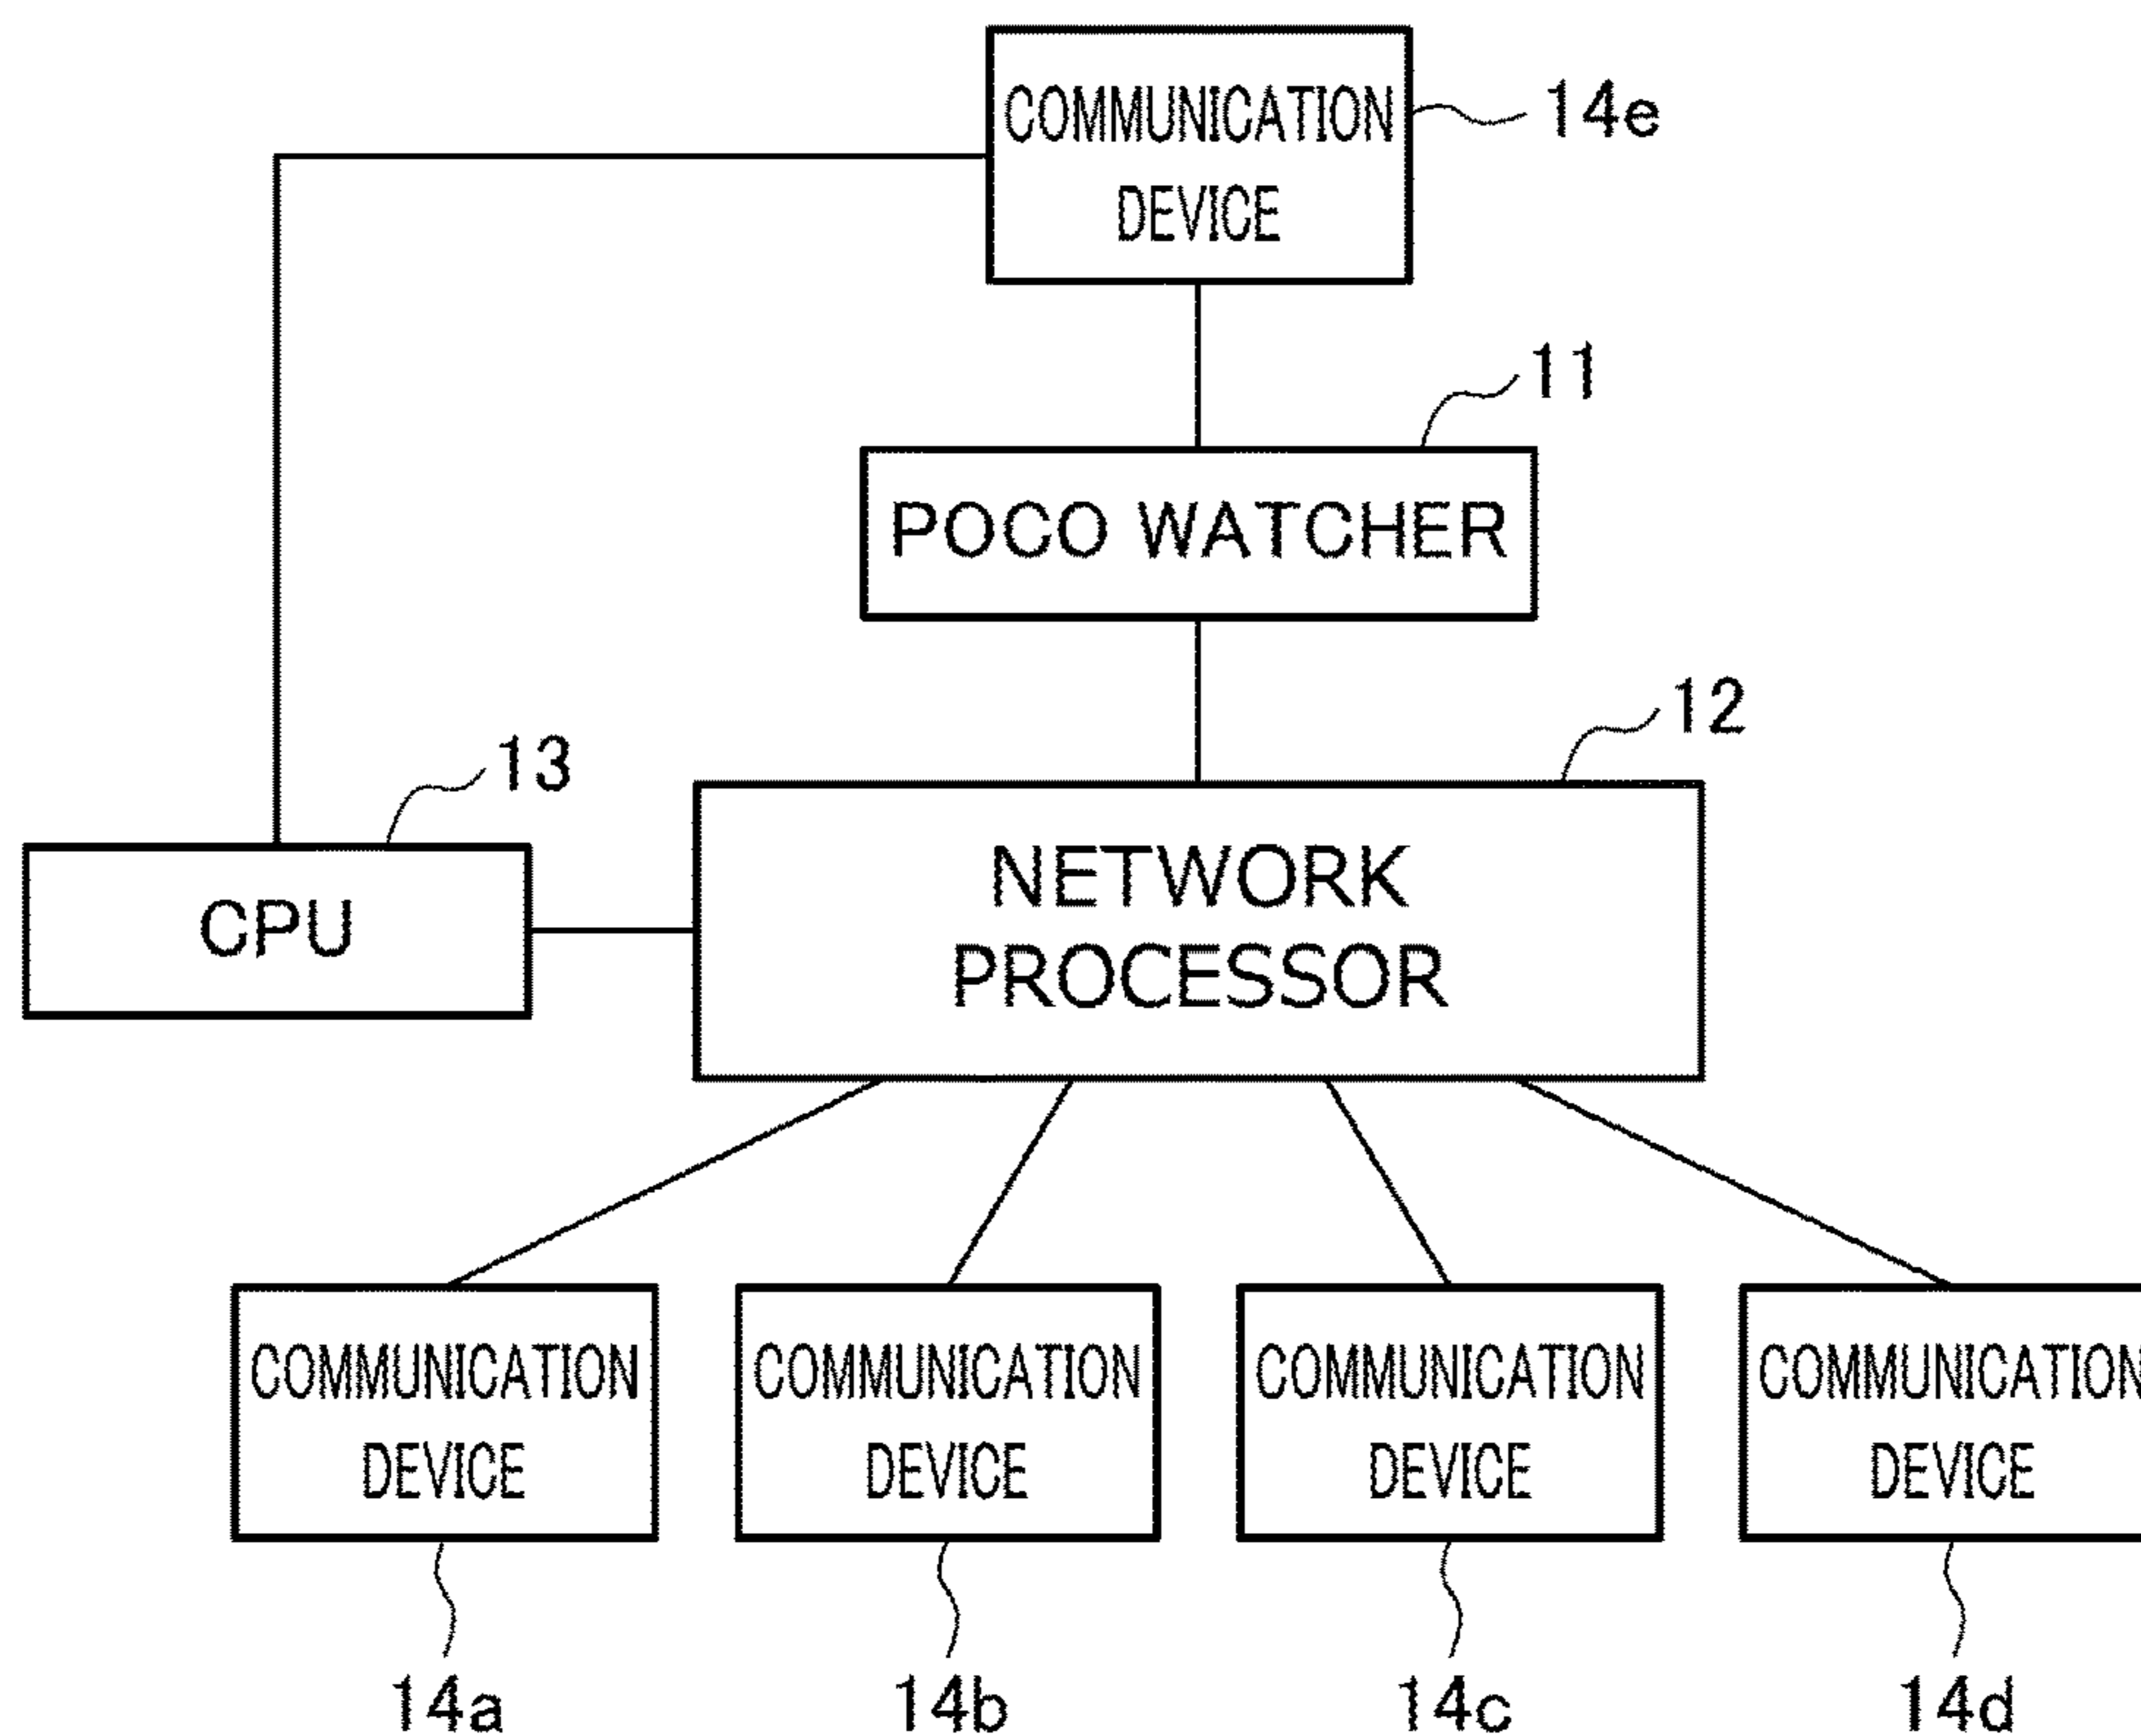 COMMUNICATION
DEVICE
14e
11
POCO WATCHER
12
13
NETWORK
PROCESSOR
CPU
COMMUNICATION
DEVICE
COMMUNICATION
DEVICE
COMMUNICATION
DEVICE
COMMUNICATION
DEVICE
14a
14b
14c
14d